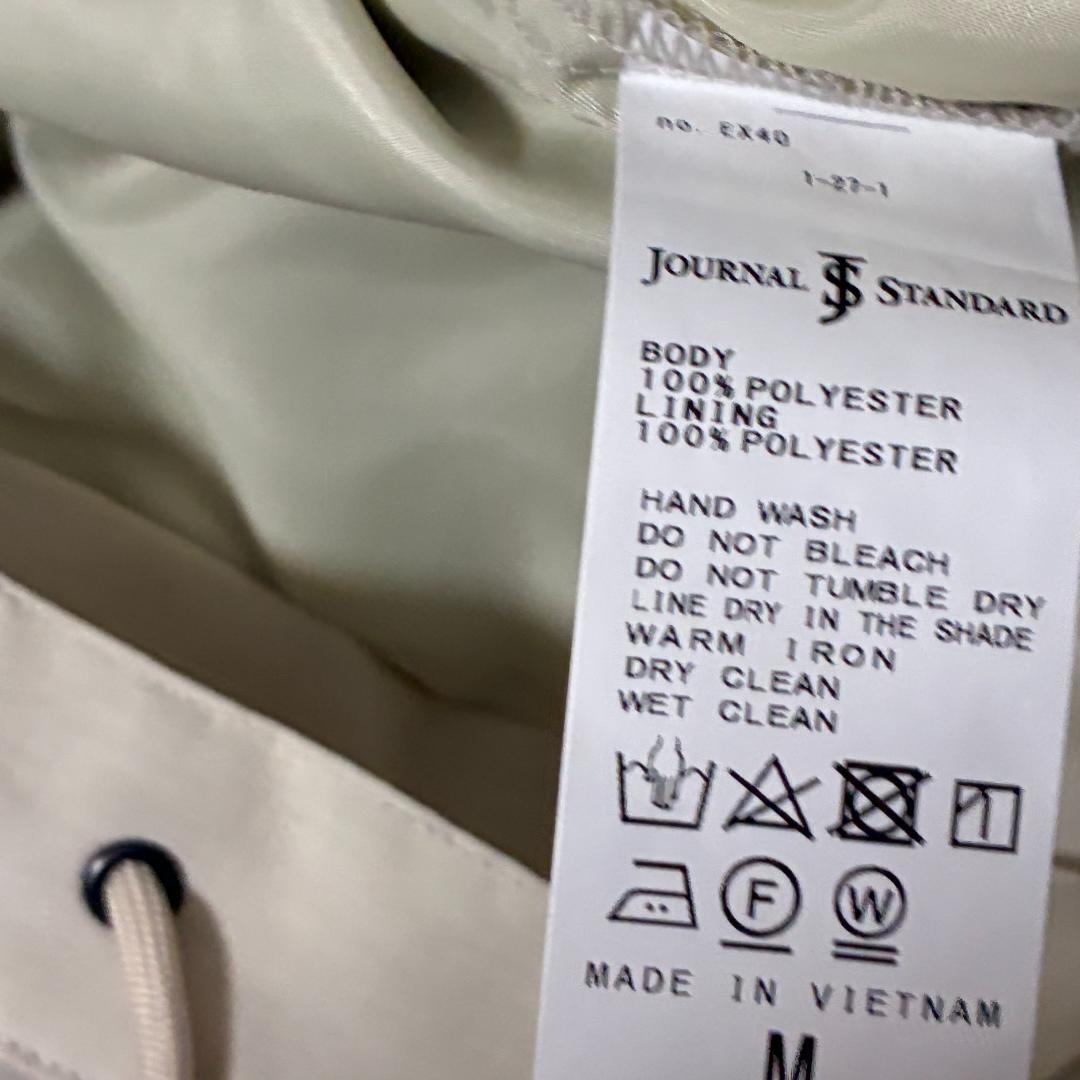 no. EX40
1-27-1
JOURNAL JS STANDARD
BODY
100% POLYESTER
LINING
100% POLYESTER
HAND WASH
DO NOT BLEACH
DO NOT TUMBLE DRY
LINE DRY IN THE SHADE
WARM IRON
DRY CLEAN
WET CLEAN
F W
MADE IN VIETNAM
M